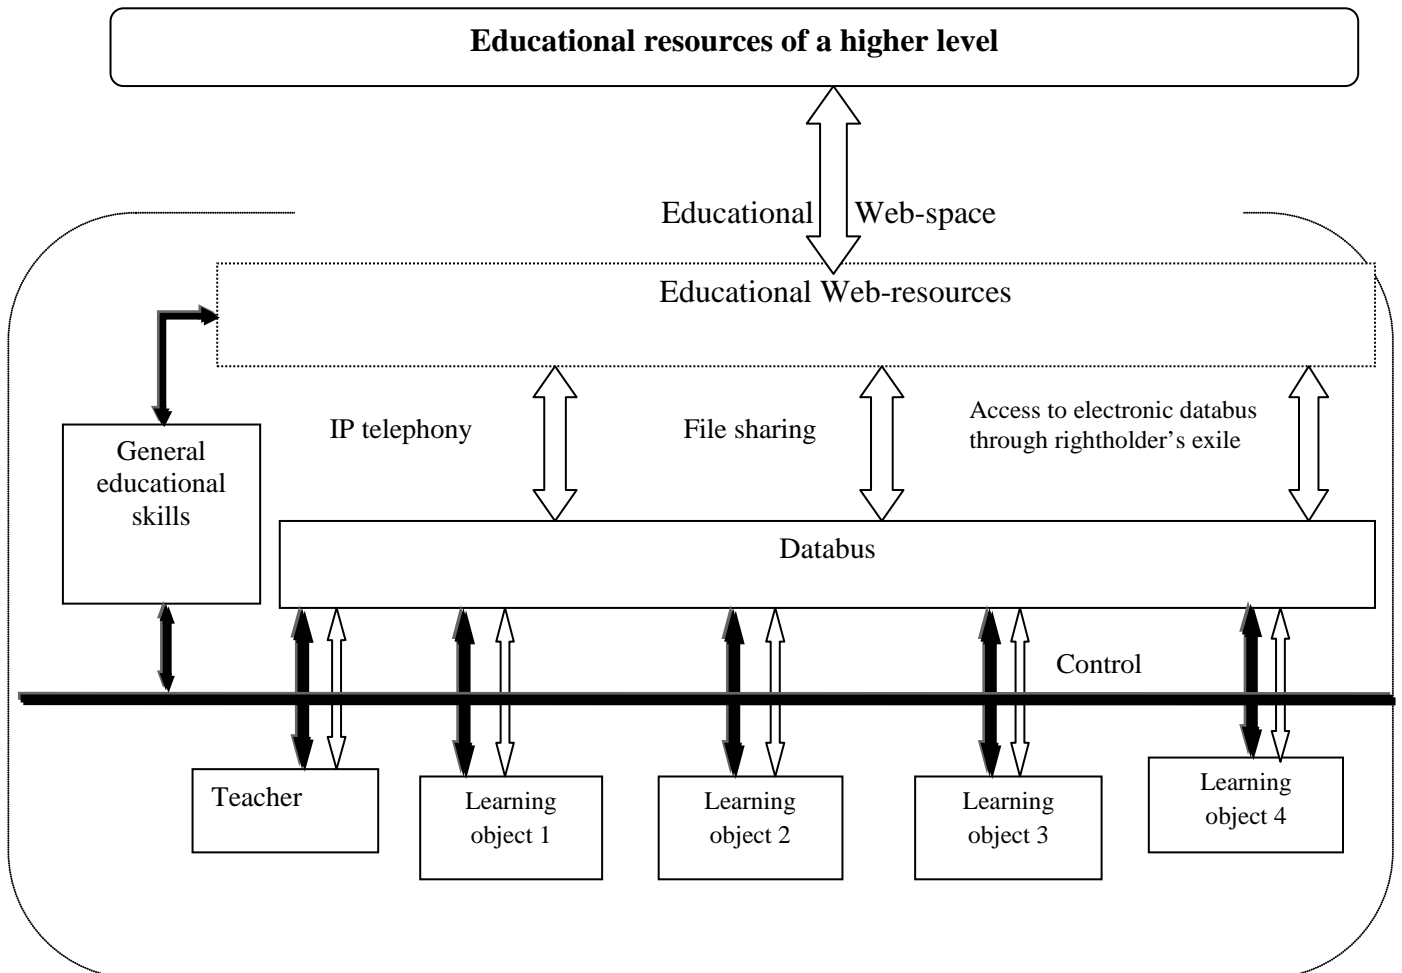 Educational resources of a higher level
Educational Web-space
Educational Web-resources
IP telephony
File sharing
Access to electronic databus
through rightholder’s exile
General
educational
skills
Databus
Control
Teacher
Learning
object 1
Learning
object 2
Learning
object 3
Learning
object 4